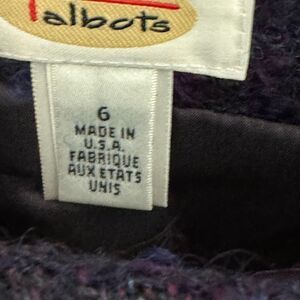 Talbots
6
MADE IN
U.S.A.
FABRIQUE
AUX ETATS
UNIS